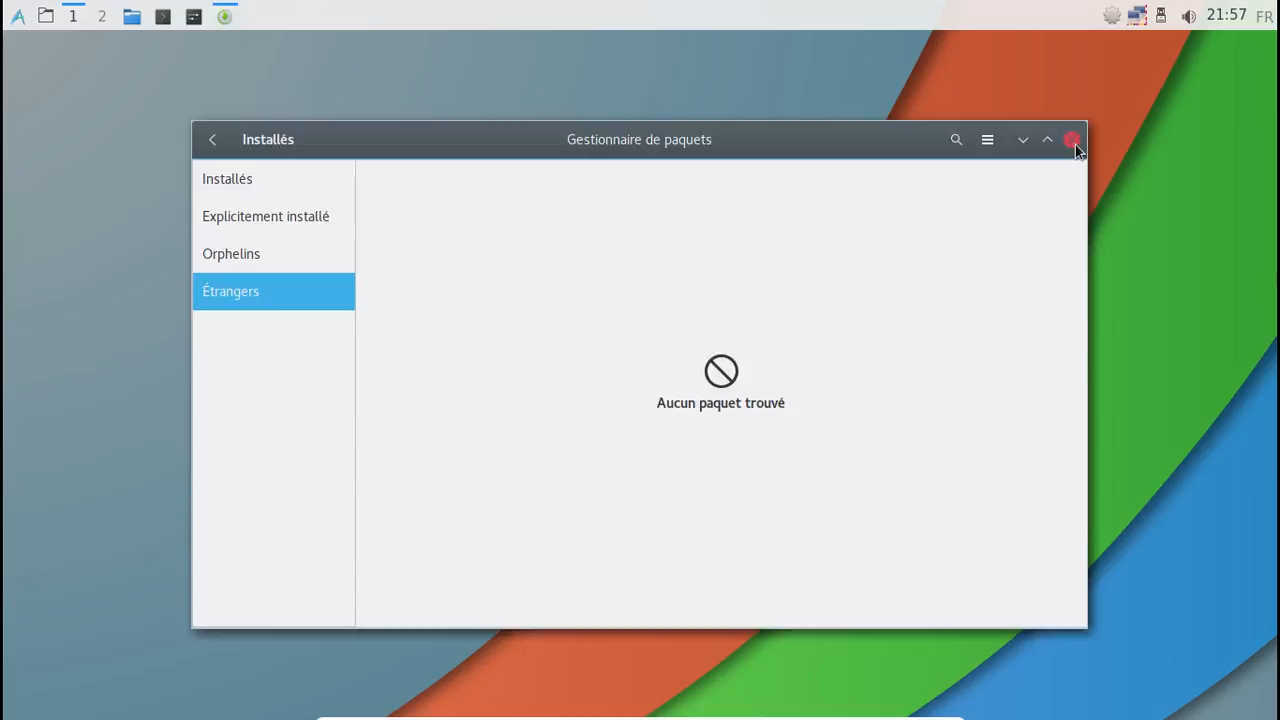 1 2 21:57 FR
Installés Gestionnaire de paquets
Installés
Explicitement installé
Orphelins
Étrangers
Aucun paquet trouvé